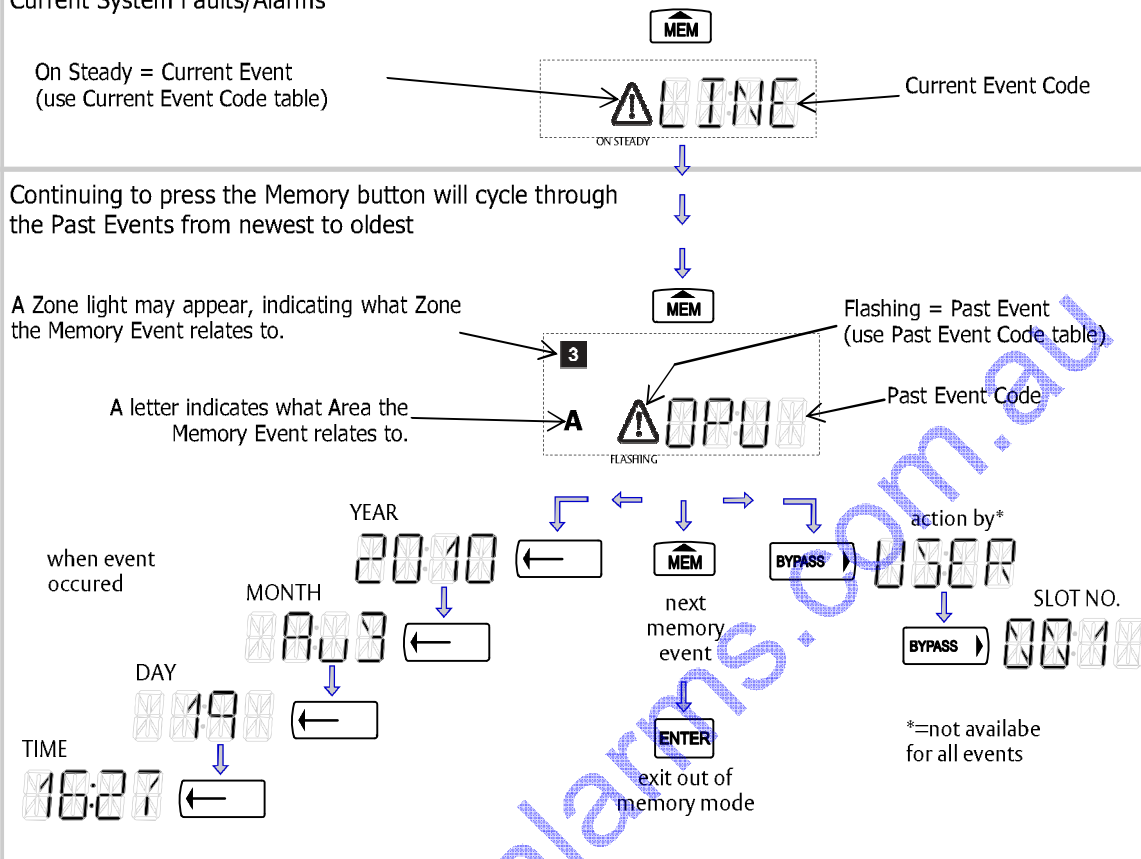 Current System Faults/Alarms
MEM
On Steady = Current Event
(use Current Event Code table)
LINE
Current Event Code
ON STEADY
Continuing to press the Memory button will cycle through
the Past Events from newest to oldest
MEM
A Zone light may appear, indicating what Zone
the Memory Event relates to.
Flashing = Past Event
(use Past Event Code table)
3
A letter indicates what Area the
Memory Event relates to.
A
OPU
Past Event Code
FLASHING
YEAR
action by*
when event
occured
2010
MEM
BYPASS
USER
MONTH
next
memory
event
SLOT NO.
Au3
BYPASS
001
DAY
19
ENTER
*=not availabe
for all events
TIME
16:27
exit out of
memory mode
alarms.com.au